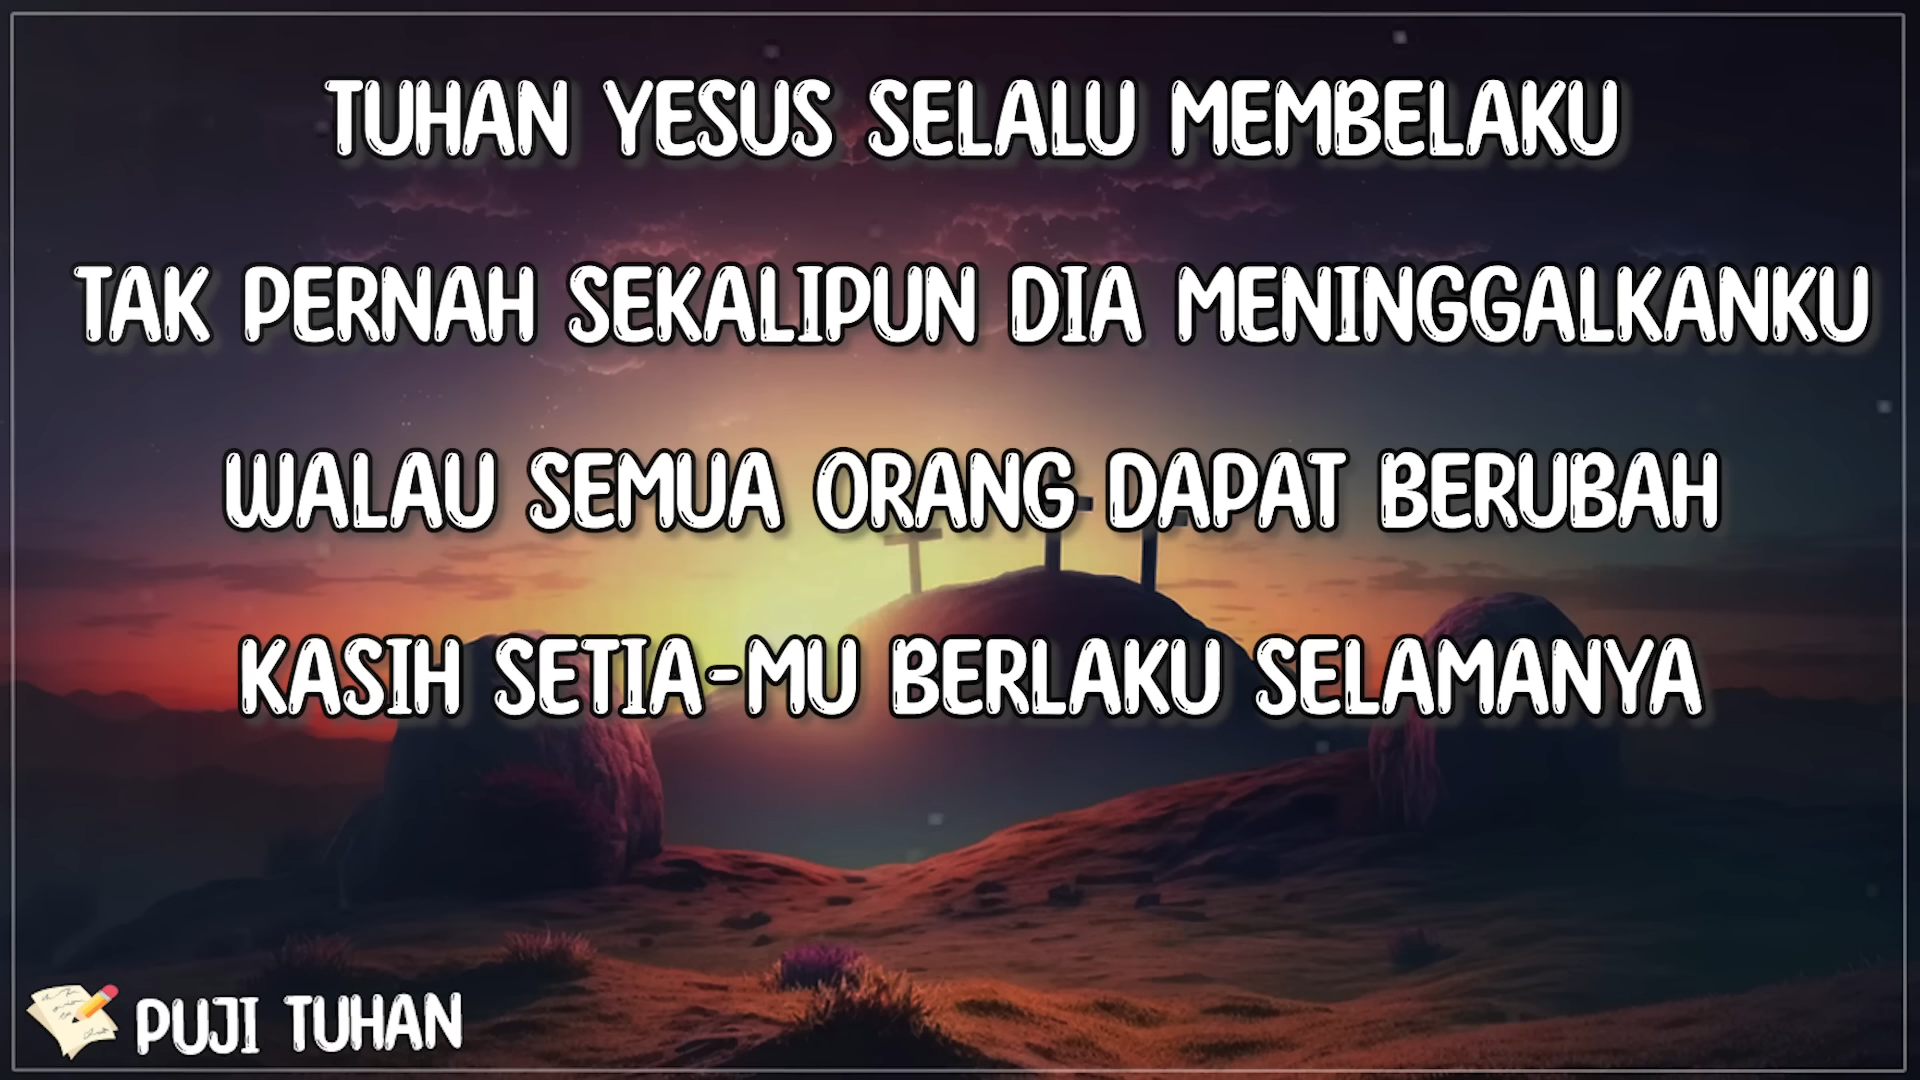 TUHAN YESUS SELALU MEMBELAKU
TAK PERNAH SEKALIPUN DIA MENINGGALKANKU
WALAU SEMUA ORANG DAPAT BERUBAH
KASIH SETIA-MU BERLAKU SELAMANYA
PUJI TUHAN